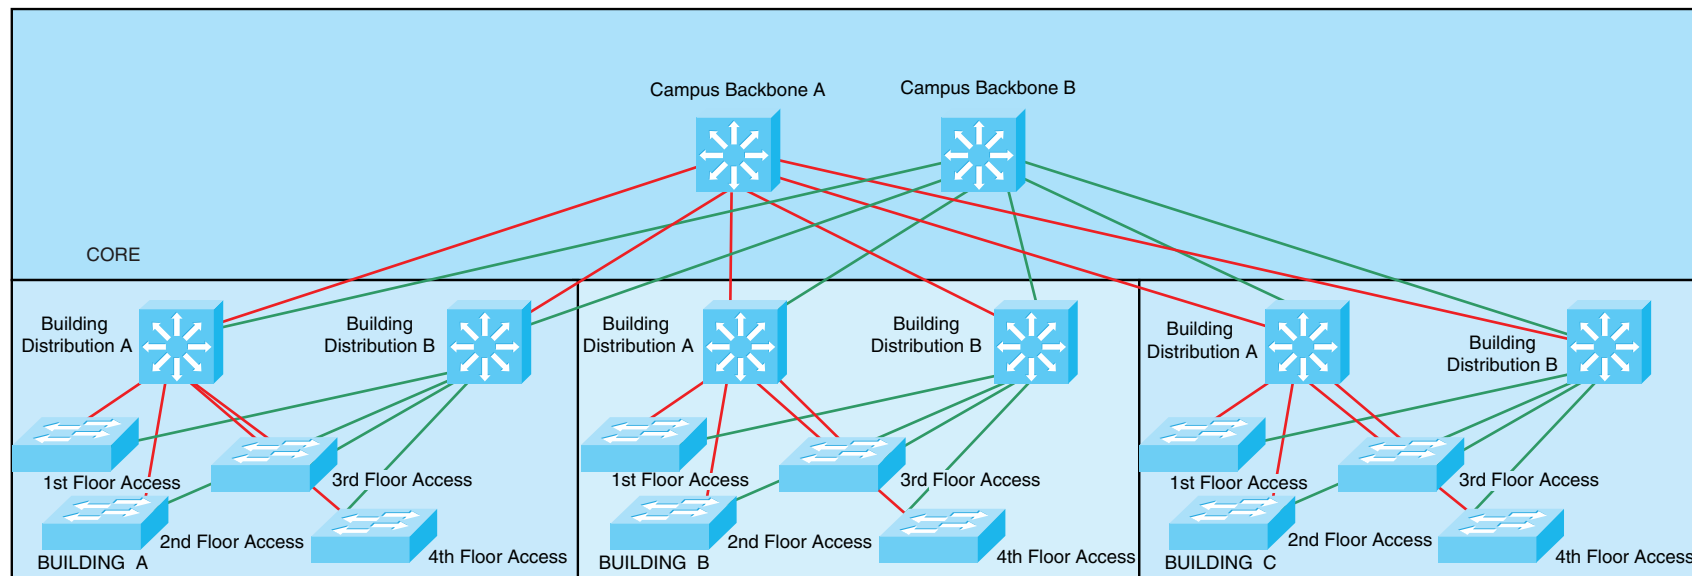 Campus Backbone A
Campus Backbone B
CORE
Building
Distribution A
Building
Distribution B
1st Floor Access
3rd Floor Access
2nd Floor Access
4th Floor Access
BUILDING A
Building
Distribution A
Building
Distribution B
1st Floor Access
3rd Floor Access
2nd Floor Access
4th Floor Access
BUILDING B
Building
Distribution A
Building
Distribution B
1st Floor Access
3rd Floor Access
2nd Floor Access
4th Floor Access
BUILDING C